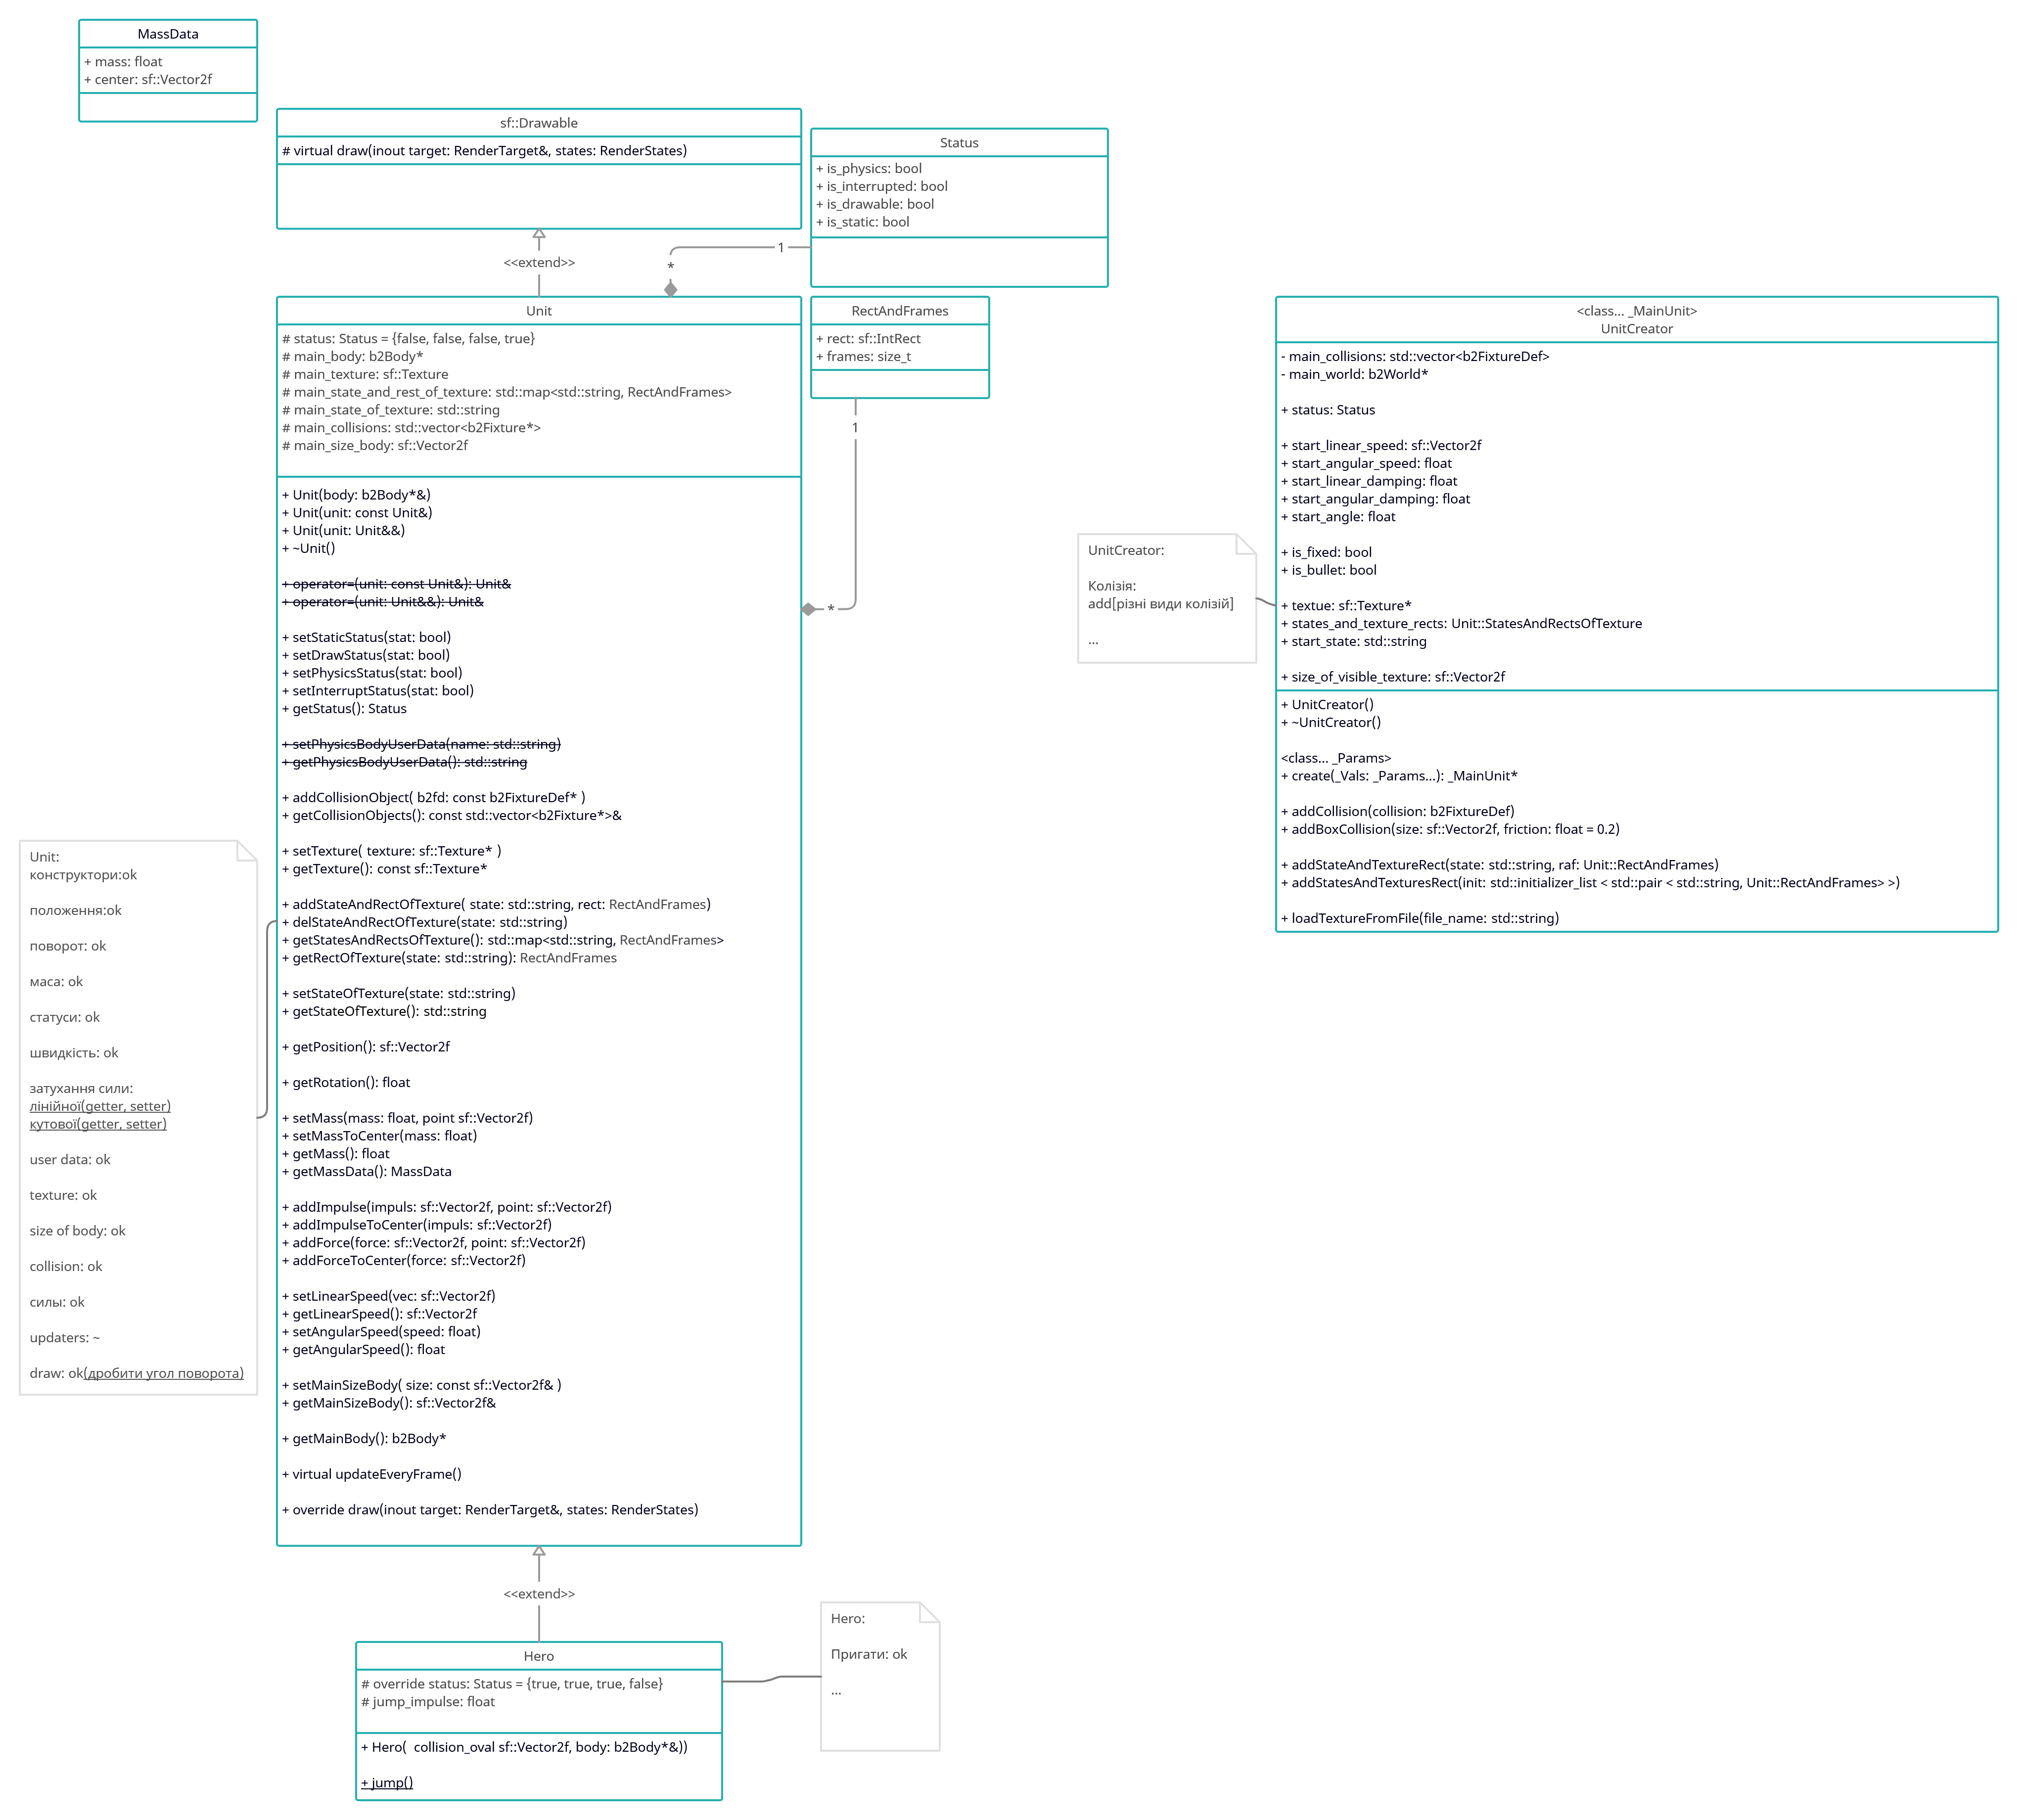 MassData
+ mass: float
+ center: sf::Vector2f
sf::Drawable
# virtual draw(inout target: RenderTarget&, states: RenderStates)
Status
+ is_physics: bool
+ is_interrupted: bool
+ is_drawable: bool
+ is_static: bool
1
*
<<extend>>
Unit
# status: Status = {false, false, false, true}
# main_body: b2Body*
# main_texture: sf::Texture
# main_state_and_rest_of_texture: std::map<std::string, RectAndFrames>
# main_state_of_texture: std::string
# main_collisions: std::vector<b2Fixture*>
# main_size_body: sf::Vector2f
+ Unit(body: b2Body*&)
+ Unit(unit: const Unit&)
+ Unit(unit: Unit&&)
+ ~Unit()
+ operator=(unit: const Unit&): Unit&
+ operator=(unit: Unit&&): Unit&
+ setStaticStatus(stat: bool)
+ setDrawStatus(stat: bool)
+ setPhysicsStatus(stat: bool)
+ setInterruptStatus(stat: bool)
+ getStatus(): Status
+ setPhysicsBodyUserData(name: std::string)
+ getPhysicsBodyUserData(): std::string
+ addCollisionObject( b2fd: const b2FixtureDef* )
+ getCollisionObjects(): const std::vector<b2Fixture*>&
+ setTexture( texture: sf::Texture* )
+ getTexture(): const sf::Texture*
+ addStateAndRectOfTexture( state: std::string, rect: RectAndFrames)
+ delStateAndRectOfTexture(state: std::string)
+ getStatesAndRectsOfTexture(): std::map<std::string, RectAndFrames>
+ getRectOfTexture(state: std::string): RectAndFrames
+ setStateOfTexture(state: std::string)
+ getStateOfTexture(): std::string
+ getPosition(): sf::Vector2f
+ getRotation(): float
+ setMass(mass: float, point sf::Vector2f)
+ setMassToCenter(mass: float)
+ getMass(): float
+ getMassData(): MassData
+ addImpulse(impuls: sf::Vector2f, point: sf::Vector2f)
+ addImpulseToCenter(impuls: sf::Vector2f)
+ addForce(force: sf::Vector2f, point: sf::Vector2f)
+ addForceToCenter(force: sf::Vector2f)
+ setLinearSpeed(vec: sf::Vector2f)
+ getLinearSpeed(): sf::Vector2f
+ setAngularSpeed(speed: float)
+ getAngularSpeed(): float
+ setMainSizeBody( size: const sf::Vector2f& )
+ getMainSizeBody(): sf::Vector2f&
+ getMainBody(): b2Body*
+ virtual updateEveryFrame()
+ override draw(inout target: RenderTarget&, states: RenderStates)
RectAndFrames
+ rect: sf::IntRect
+ frames: size_t
1
*
<class... _MainUnit>
UnitCreator
- main_collisions: std::vector<b2FixtureDef>
- main_world: b2World*
+ status: Status
+ start_linear_speed: sf::Vector2f
+ start_angular_speed: float
+ start_linear_damping: float
+ start_angular_damping: float
+ start_angle: float
+ is_fixed: bool
+ is_bullet: bool
+ textue: sf::Texture*
+ states_and_texture_rects: Unit::StatesAndRectsOfTexture
+ start_state: std::string
+ size_of_visible_texture: sf::Vector2f
+ UnitCreator()
+ ~UnitCreator()
<class... _Params>
+ create(_Vals: _Params...): _MainUnit*
+ addCollision(collision: b2FixtureDef)
+ addBoxCollision(size: sf::Vector2f, friction: float = 0.2)
+ addStateAndTextureRect(state: std::string, raf: Unit::RectAndFrames)
+ addStatesAndTexturesRect(init: std::initializer_list < std::pair < std::string, Unit::RectAndFrames> >)
+ loadTextureFromFile(file_name: std::string)
UnitCreator:
Колізія:
add[різні види колізій]
...
Unit:
конструктори:ok
положення:ok
поворот: ok
маса: ok
статуси: ok
швидкість: ok
затухання сили:
лінійної(getter, setter)
кутової(getter, setter)
user data: ok
texture: ok
size of body: ok
collision: ok
силы: ok
updaters: ~
draw: ok(дробити угол поворота)
<<extend>>
Hero
# override status: Status = {true, true, true, false}
# jump_impulse: float
+ Hero(  collision_oval sf::Vector2f, body: b2Body*&))
+ jump()
Hero:
Пригати: ok
...